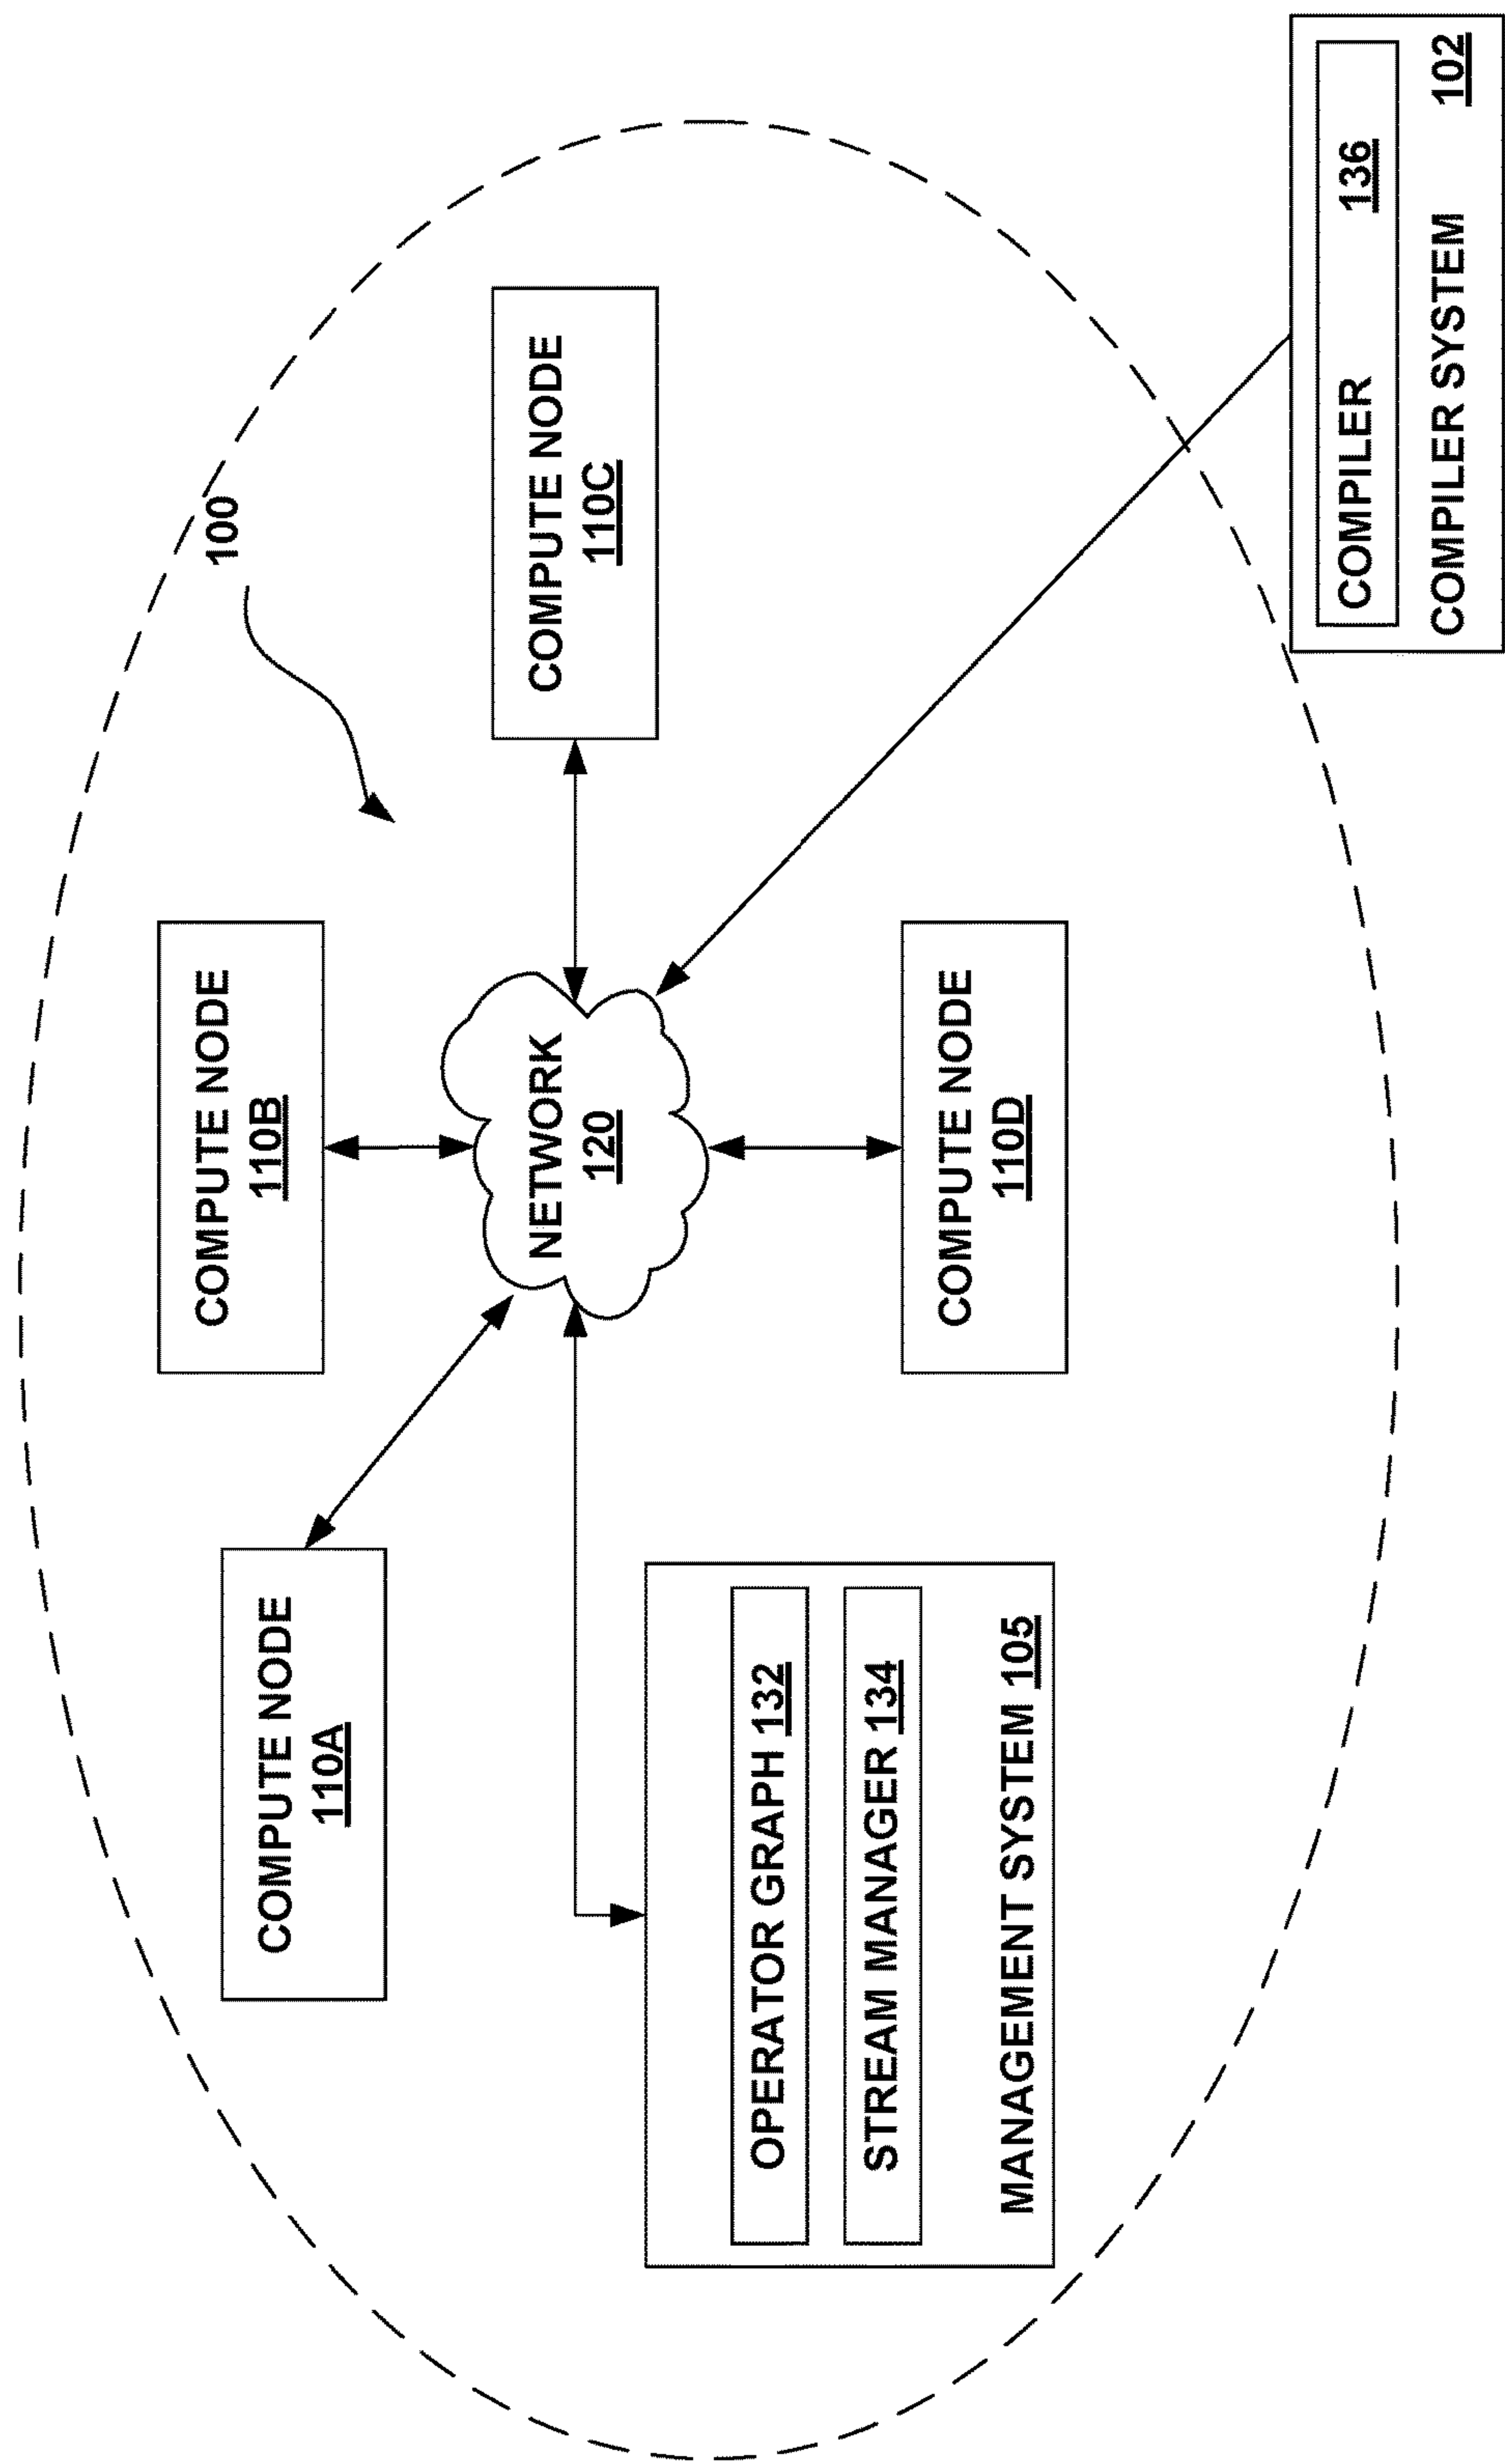 100
COMPUTE NODE
110A
COMPUTE NODE
110B
COMPUTE NODE
110C
NETWORK
120
OPERATOR GRAPH 132
STREAM MANAGER 134
MANAGEMENT SYSTEM 105
COMPUTE NODE
110D
COMPILER 136
COMPILER SYSTEM 102